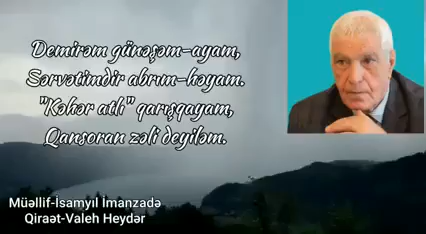 Demirəm günəşəm-ayam,
Sərvətimdir abrım-həyam.
"Kəhər atlı" qarışqayam,
Qansoran zəli deyiləm.
Müəllif-İsamyıl İmanzadə
Qiraət-Valeh Heydər